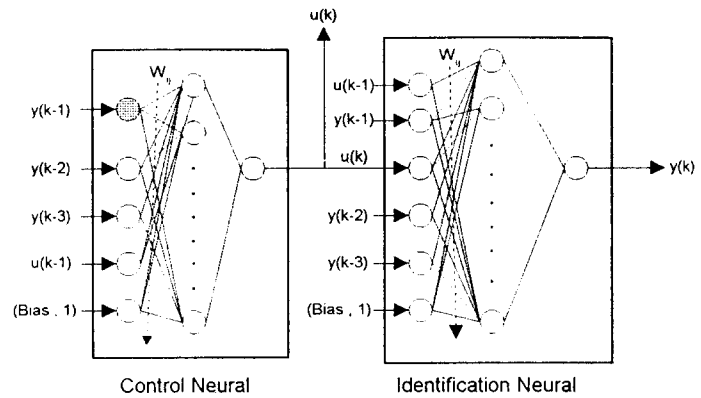 u(k)
W_ij
y(k-1)
y(k-2)
y(k-3)
u(k-1)
(Bias , 1)
Control Neural
W_ij
u(k-1)
y(k-1)
u(k)
y(k-2)
y(k-3)
(Bias , 1)
y(k)
Identification Neural